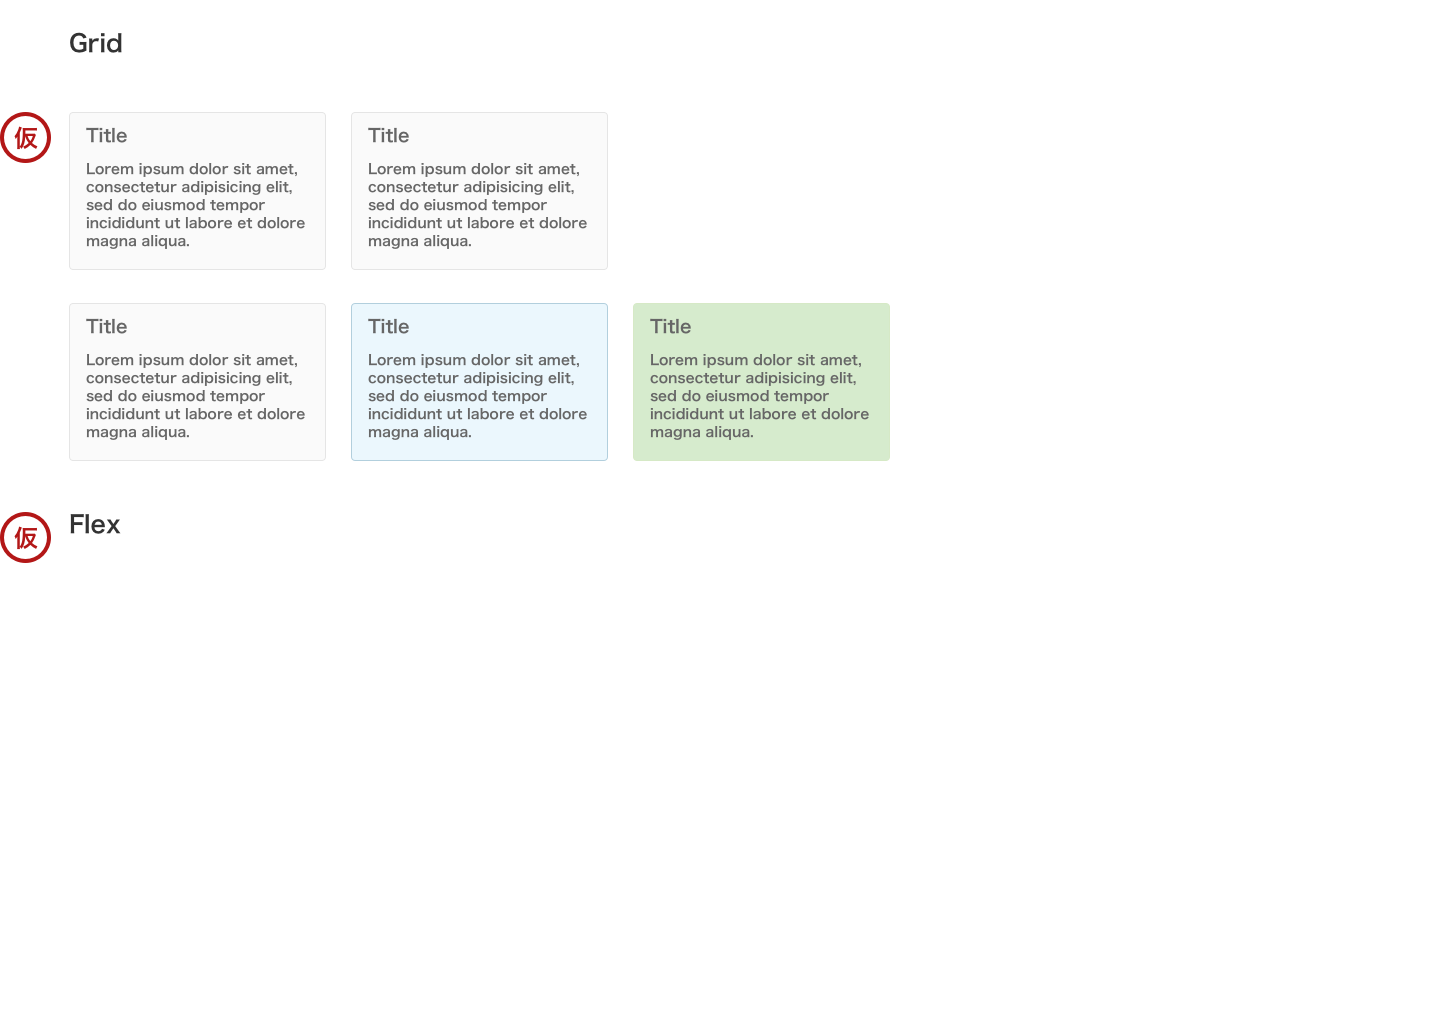 Grid
仮
Title
Lorem ipsum dolor sit amet,
consectetur adipisicing elit,
sed do eiusmod tempor
incididunt ut labore et dolore
magna aliqua.
Title
Lorem ipsum dolor sit amet,
consectetur adipisicing elit,
sed do eiusmod tempor
incididunt ut labore et dolore
magna aliqua.
Title
Lorem ipsum dolor sit amet,
consectetur adipisicing elit,
sed do eiusmod tempor
incididunt ut labore et dolore
magna aliqua.
Title
Lorem ipsum dolor sit amet,
consectetur adipisicing elit,
sed do eiusmod tempor
incididunt ut labore et dolore
magna aliqua.
Title
Lorem ipsum dolor sit amet,
consectetur adipisicing elit,
sed do eiusmod tempor
incididunt ut labore et dolore
magna aliqua.
仮
Flex